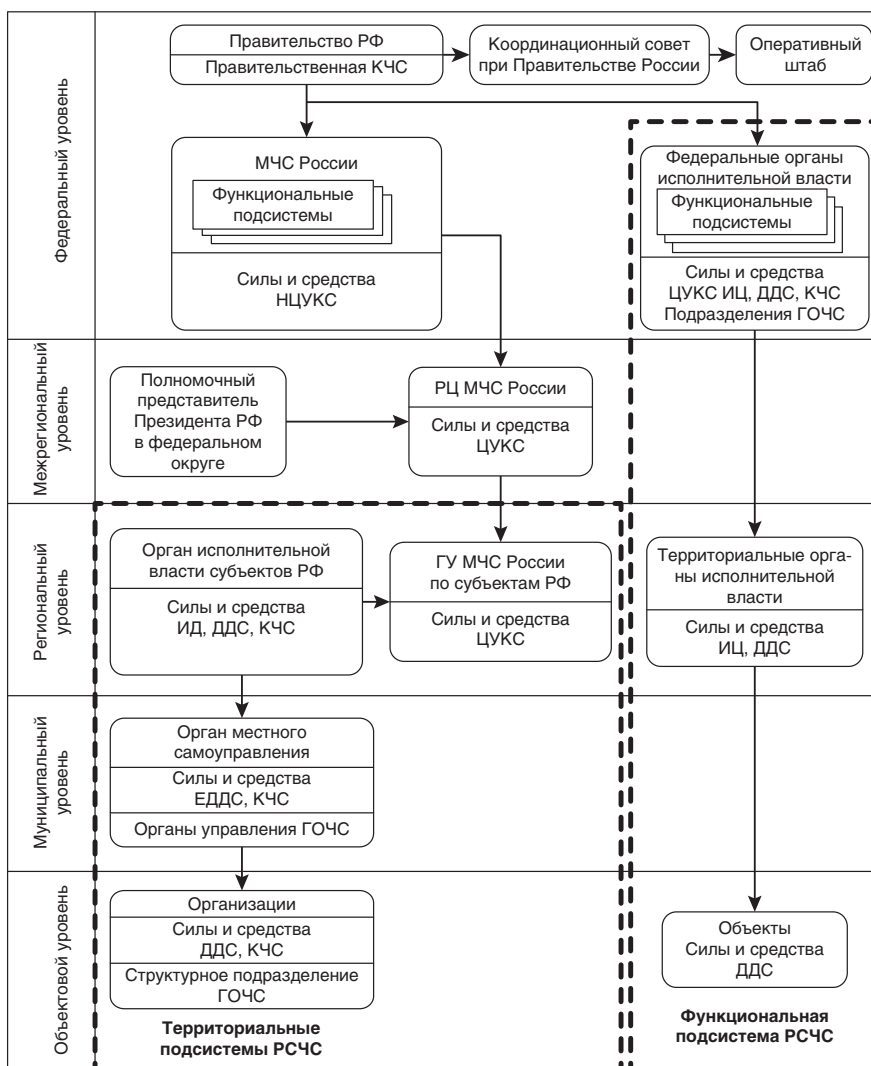 Федеральный уровень
Правительство РФ
Правительственная КЧС
Координационный совет
при Правительстве России
Оперативный
штаб
МЧС России
Функциональные
подсистемы
Силы и средства
НЦУКС
Федеральные органы
исполнительной власти
Функциональные
подсистемы
Силы и средства
ЦУКС ИЦ, ДДС, КЧС
Подразделения ГОЧС
Межрегиональный
уровень
Полномочный
представитель
Президента РФ
в федеральном
округе
РЦ МЧС России
Силы и средства
ЦУКС
Региональный
уровень
Орган исполнительной
власти субъектов РФ
Силы и средства
ИД, ДДС, КЧС
ГУ МЧС России
по субъектам РФ
Силы и средства
ЦУКС
Территориальные орга-
ны исполнительной
власти
Силы и средства
ИЦ, ДДС
Муниципальный
уровень
Орган местного
самоуправления
Силы и средства
ЕДДС, КЧС
Органы управления ГОЧС
Объектовой уровень
Организации
Силы и средства
ДДС, КЧС
Структурное подразделение
ГОЧС
Территориальные
подсистемы РСЧС
Объекты
Силы и средства
ДДС
Функциональная
подсистема РСЧС